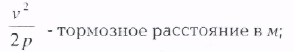 v²/2p - тормозное расстояние в м;